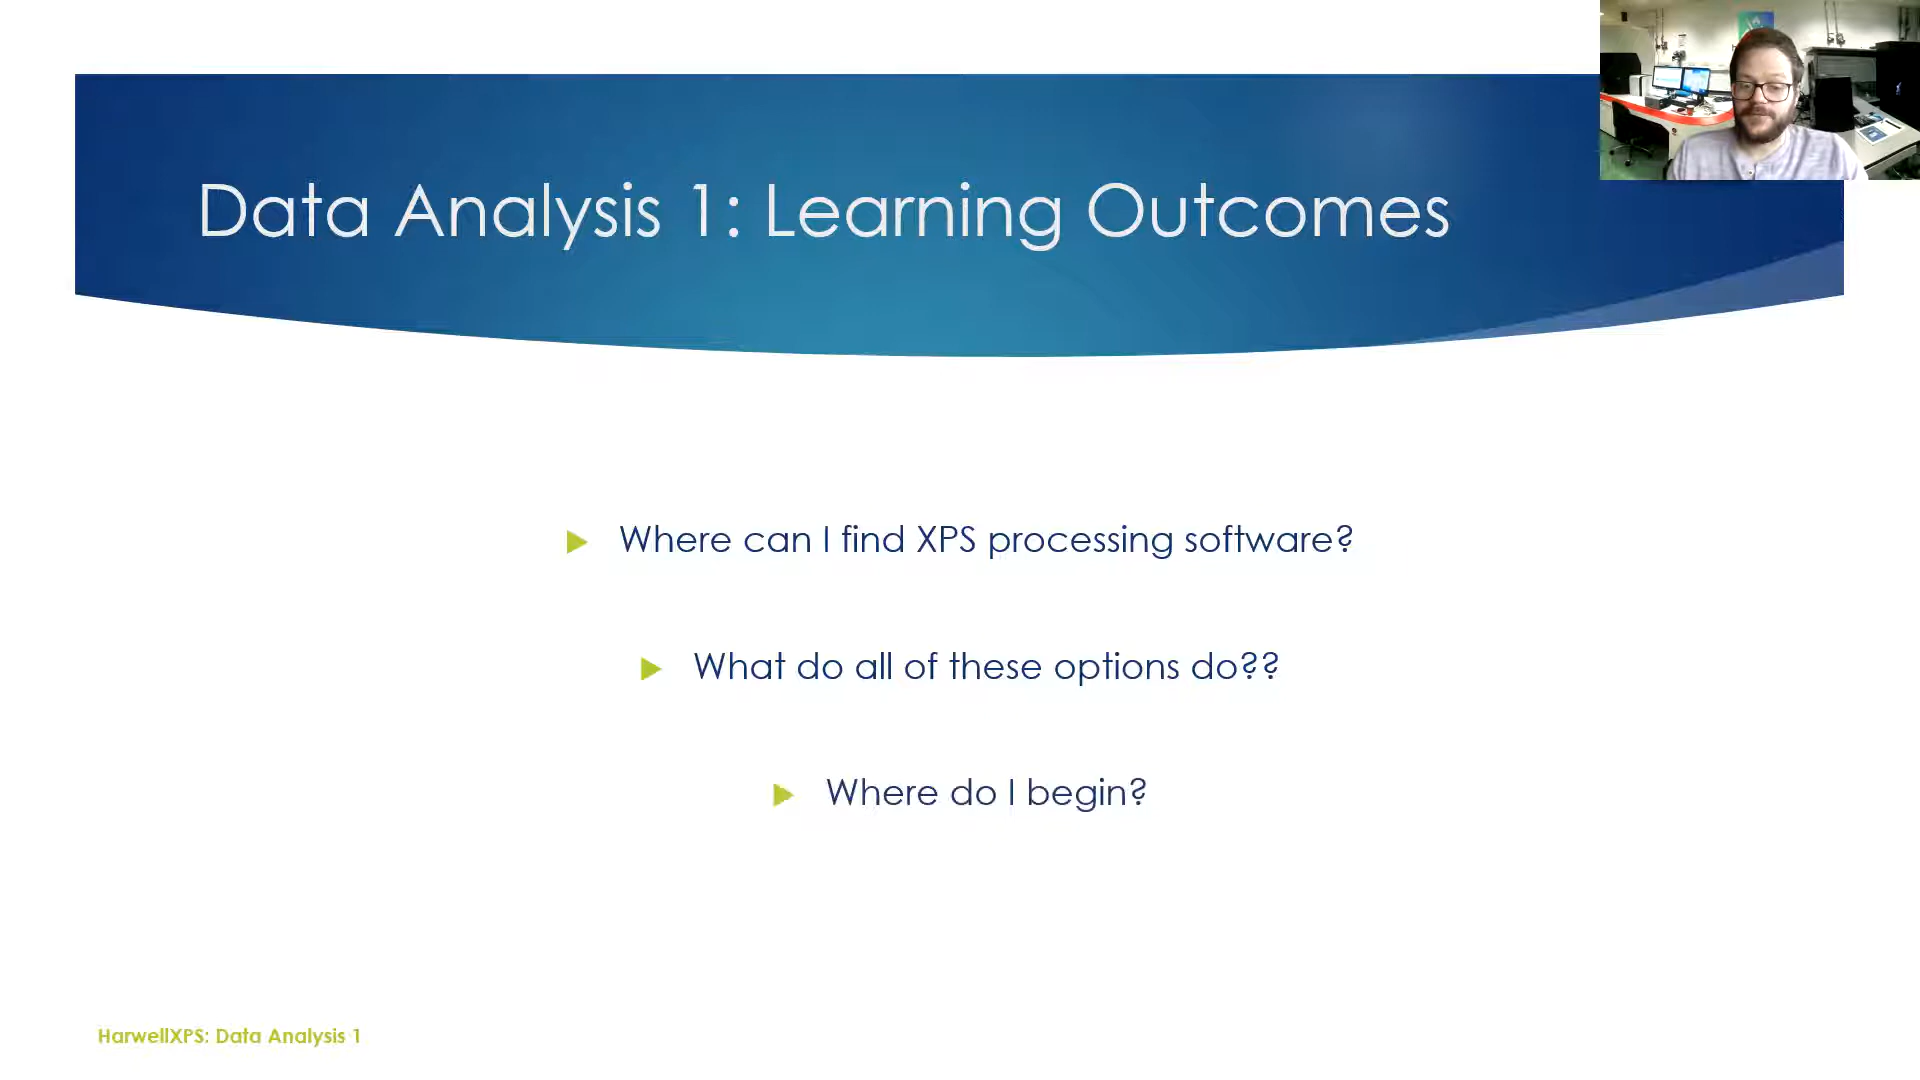 Data Analysis 1: Learning Outcomes
Where can I find XPS processing software?
What do all of these options do??
Where do I begin?
HarwellXPS: Data Analysis 1